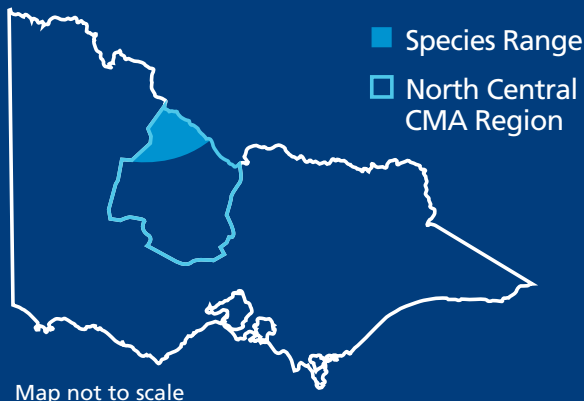 Species Range
North Central
CMA Region
Map not to scale